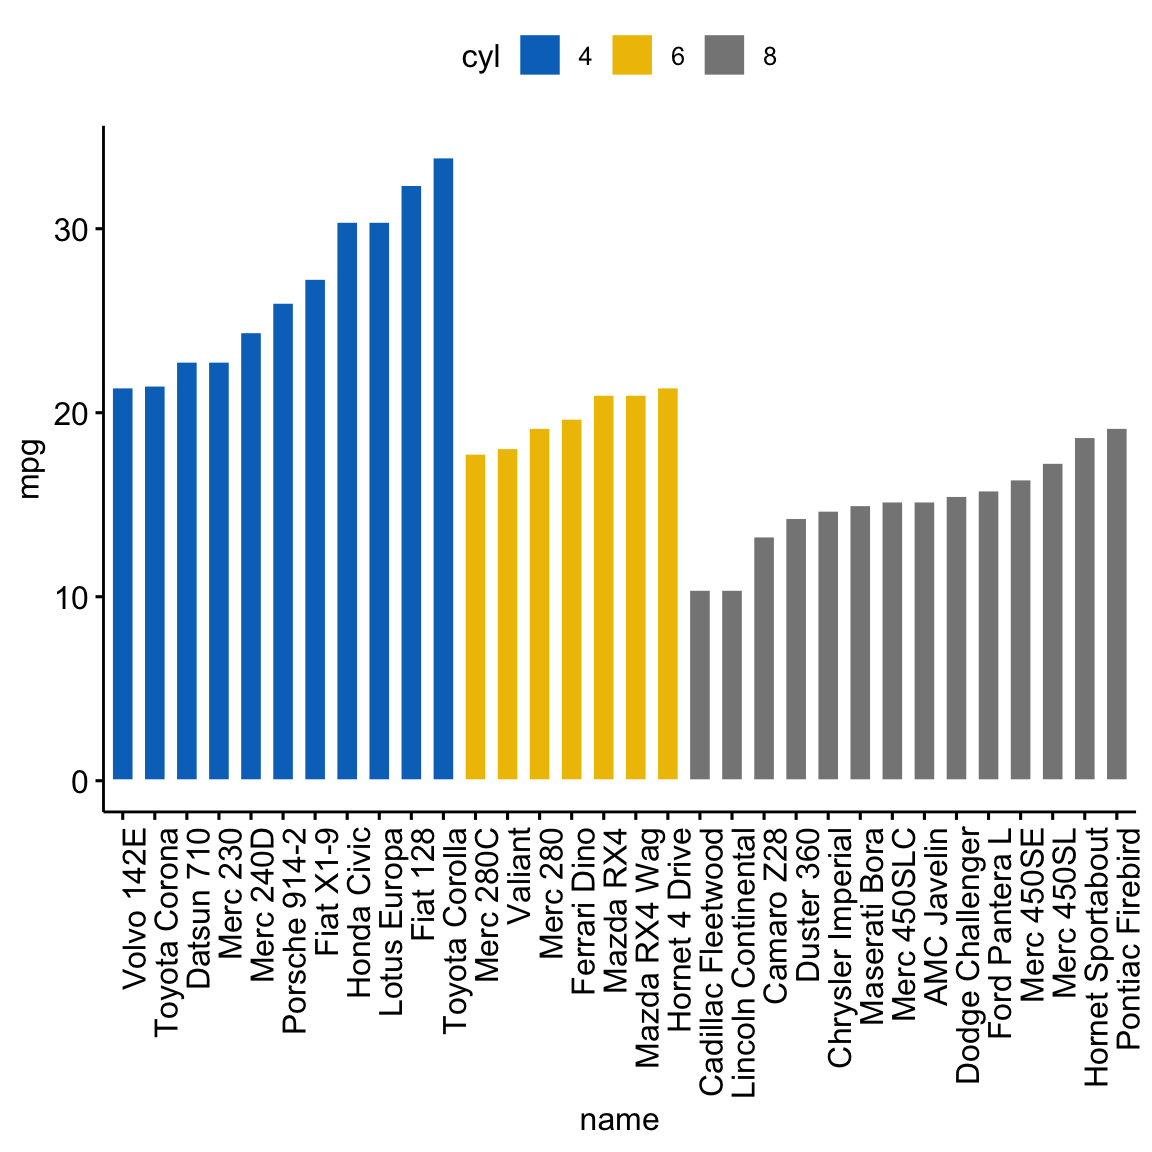 cyl 4 6 8
30
20
10
0
mpg
Volvo 142E
Toyota Corona
Datsun 710
Merc 230
Merc 240D
Porsche 914-2
Fiat X1-9
Honda Civic
Lotus Europa
Fiat 128
Toyota Corolla
Merc 280C
Valiant
Merc 280
Ferrari Dino
Mazda RX4
Mazda RX4 Wag
Hornet 4 Drive
Cadillac Fleetwood
Lincoln Continental
Camaro Z28
Duster 360
Chrysler Imperial
Maserati Bora
Merc 450SLC
AMC Javelin
Dodge Challenger
Ford Pantera L
Merc 450SE
Merc 450SL
Hornet Sportabout
Pontiac Firebird
name